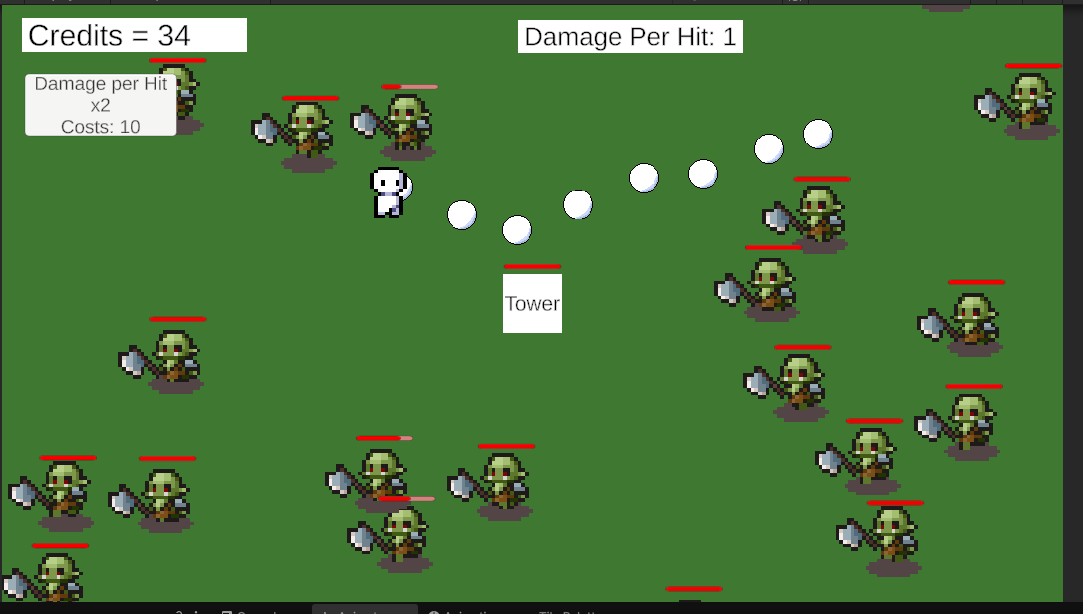 Credits = 34
Damage Per Hit: 1
Damage per Hit
x2
Costs: 10
Tower